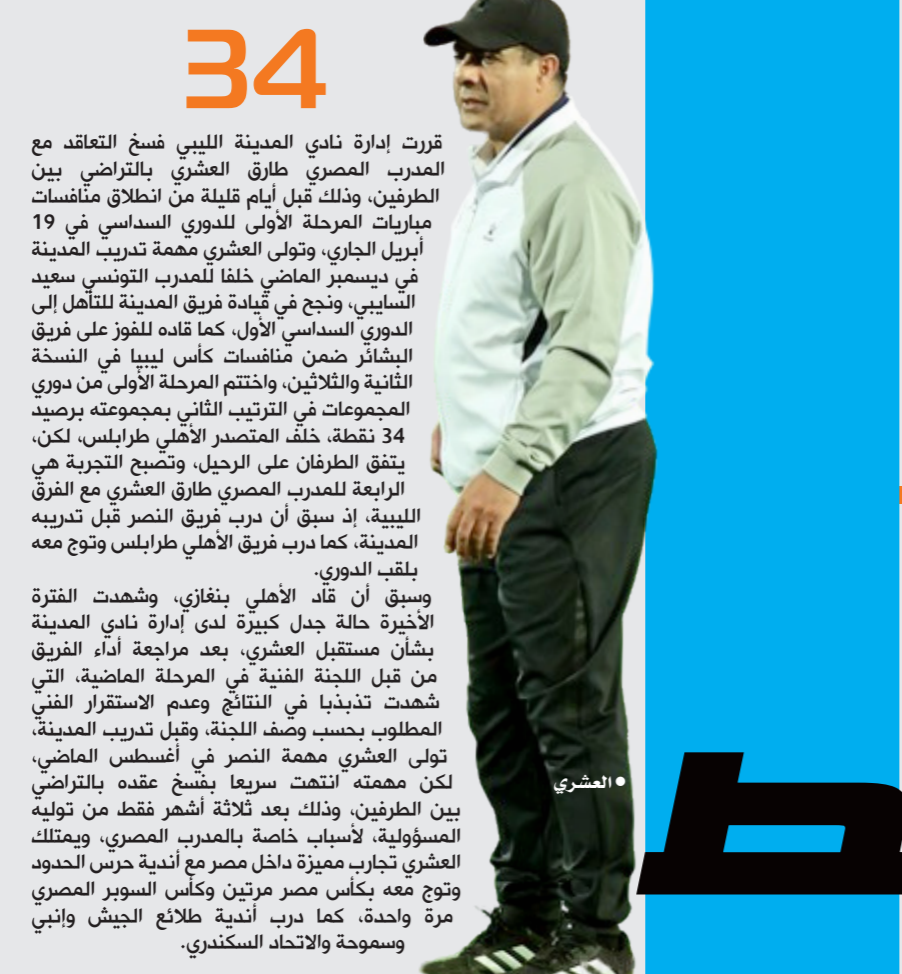 34
قررت إدارة نادي المدينة الليبي فسخ التعاقد مع
المدرب المصري طارق العشري بالتراضي بين
الطرفين، وذلك قبل أيام قليلة من انطلاق منافسات
مباريات المرحلة الأولى للدوري السداسي في 19
أبريل الجاري، وتولى العشري مهمة تدريب المدينة
في ديسمبر الماضي خلفا للمدرب التونسي سعيد
السايبي، ونجح في قيادة فريق المدينة للتأهل إلى
الدوري السداسي الأول، كما قاده للفوز على فريق
البشائر ضمن منافسات كأس ليبيا في النسخة
الثانية والثلاثين، واختتم المرحلة الأولى من دوري
المجموعات في الترتيب الثاني بمجموعته برصيد
34 نقطة، خلف المتصدر الأهلي طرابلس، لكن،
يتفق الطرفان على الرحيل، وتصبح التجربة هي
الرابعة للمدرب المصري طارق العشري مع الفرق
الليبية، إذ سبق أن درب فريق النصر قبل تدريبه
المدينة، كما درب فريق الأهلي طرابلس وتوج معه
بلقب الدوري.
وسبق أن قاد الأهلي بنغازي، وشهدت الفترة
الأخيرة حالة جدل كبيرة لدى إدارة نادي المدينة
بشأن مستقبل العشري، بعد مراجعة أداء الفريق
من قبل اللجنة الفنية في المرحلة الماضية، التي
شهدت تذبذبا في النتائج وعدم الاستقرار الفني
المطلوب بحسب وصف اللجنة، وقبل تدريب المدينة،
تولى العشري مهمة النصر في أغسطس الماضي،
لكن مهمته انتهت سريعا بفسخ عقده بالتراضي
بين الطرفين، وذلك بعد ثلاثة أشهر فقط من توليه
المسؤولية، لأسباب خاصة بالمدرب المصري، ويمتلك
العشري تجارب مميزة داخل مصر مع أندية حرس الحدود
وتوج معه بكأس مصر مرتين وكأس السوبر المصري
مرة واحدة، كما درب أندية طلائع الجيش وإنبي
وسموحة والاتحاد السكندري.
• العشري